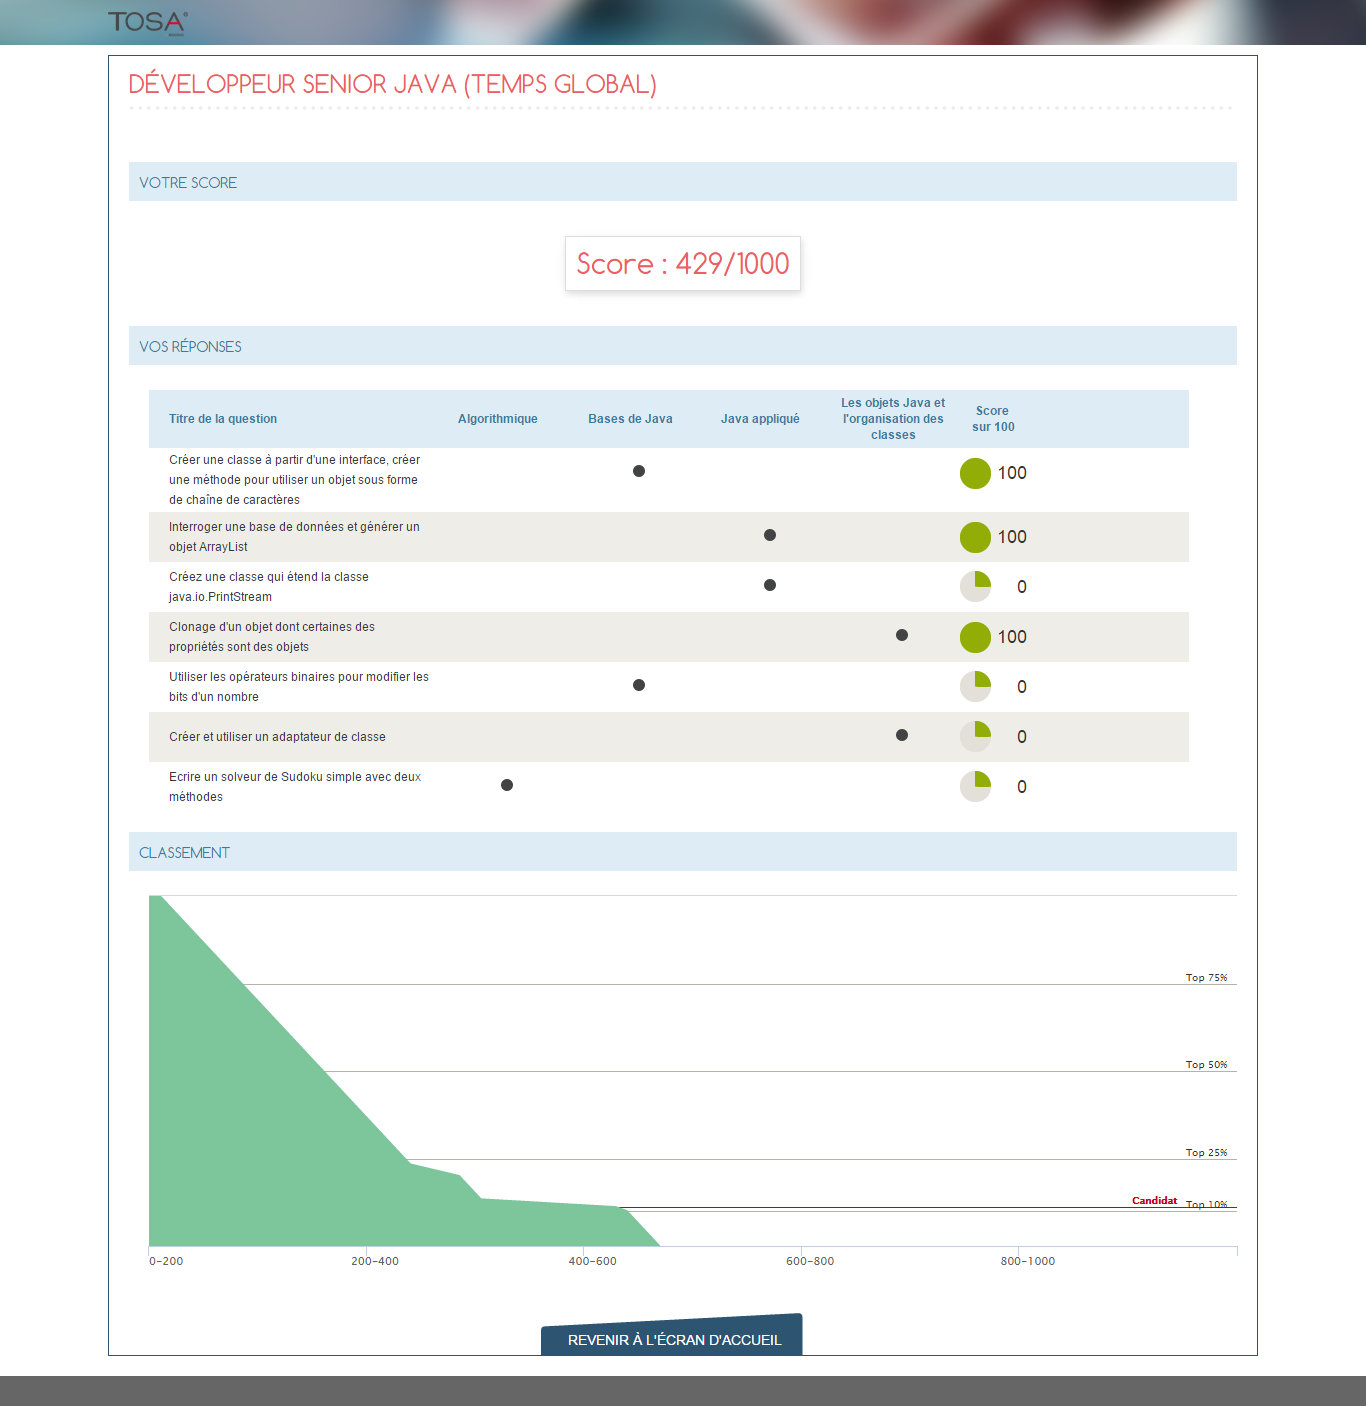 TOSA®
DÉVELOPPEUR SENIOR JAVA (TEMPS GLOBAL)
VOTRE SCORE
Score : 429/1000
VOS RÉPONSES
Titre de la question Algorithmique Bases de Java Java appliqué Les objets Java et l'organisation des classes Score sur 100
Créer une classe à partir d'une interface, créer
une méthode pour utiliser un objet sous forme
de chaîne de caractères
100
Interroger une base de données et générer un
objet ArrayList
100
Créez une classe qui étend la classe
java.io.PrintStream
0
Clonage d'un objet dont certaines des
propriétés sont des objets
100
Utiliser les opérateurs binaires pour modifier les
bits d'un nombre
0
Créer et utiliser un adaptateur de classe
0
Ecrire un solveur de Sudoku simple avec deux
méthodes
0
CLASSEMENT
Top 75%
Top 50%
Top 25%
Candidat Top 10%
0-200 200-400 400-600 600-800 800-1000
REVENIR À L'ÉCRAN D'ACCUEIL